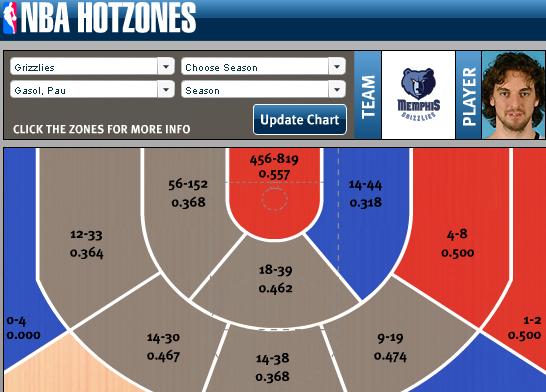 NBA HOTZONES
Grizzlies
Choose Season
Gasol, Pau
Season
CLICK THE ZONES FOR MORE INFO
Update Chart
TEAM
MEMPHIS
GRIZZLIES
PLAYER
456-819
0.557
56-152
0.368
14-44
0.318
12-33
0.364
4-8
0.500
18-39
0.462
0-4
0.000
1-2
0.500
14-30
0.467
14-38
0.368
9-19
0.474